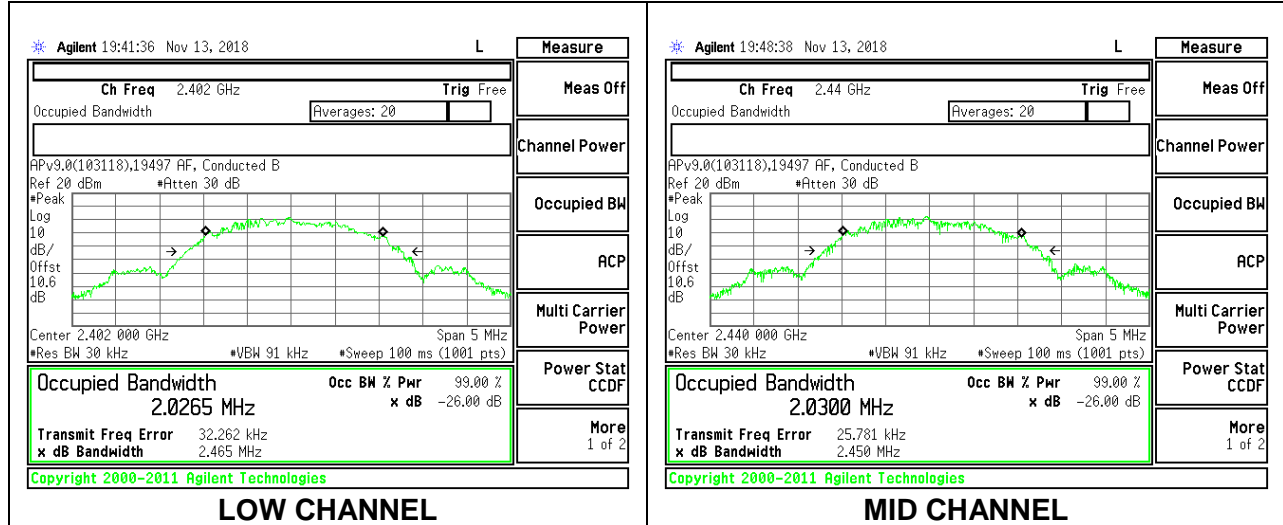 Agilent 19:41:36 Nov 13, 2018 L
Measure
Ch Freq 2.402 GHz Trig Free
Meas Off
Occupied Bandwidth Averages: 20
Channel Power
APv9.0(103118),19497 AF, Conducted B
Ref 20 dBm #Atten 30 dB
#Peak
Log
10
dB/
Offst
10.6
dB
Occupied BW
ACP
Multi Carrier
Power
Center 2.402 000 GHz Span 5 MHz
#Res BW 30 kHz #VBW 91 kHz #Sweep 100 ms (1001 pts)
Power Stat
CCDF
Occupied Bandwidth Occ BW % Pwr 99.00 %
2.0265 MHz x dB -26.00 dB
Transmit Freq Error 32.262 kHz
x dB Bandwidth 2.465 MHz
More
1 of 2
Copyright 2000-2011 Agilent Technologies
LOW CHANNEL
Agilent 19:48:38 Nov 13, 2018 L
Measure
Ch Freq 2.44 GHz Trig Free
Meas Off
Occupied Bandwidth Averages: 20
Channel Power
APv9.0(103118),19497 AF, Conducted B
Ref 20 dBm #Atten 30 dB
#Peak
Log
10
dB/
Offst
10.6
dB
Occupied BW
ACP
Multi Carrier
Power
Center 2.440 000 GHz Span 5 MHz
#Res BW 30 kHz #VBW 91 kHz #Sweep 100 ms (1001 pts)
Power Stat
CCDF
Occupied Bandwidth Occ BW % Pwr 99.00 %
2.0300 MHz x dB -26.00 dB
Transmit Freq Error 25.781 kHz
x dB Bandwidth 2.450 MHz
More
1 of 2
Copyright 2000-2011 Agilent Technologies
MID CHANNEL